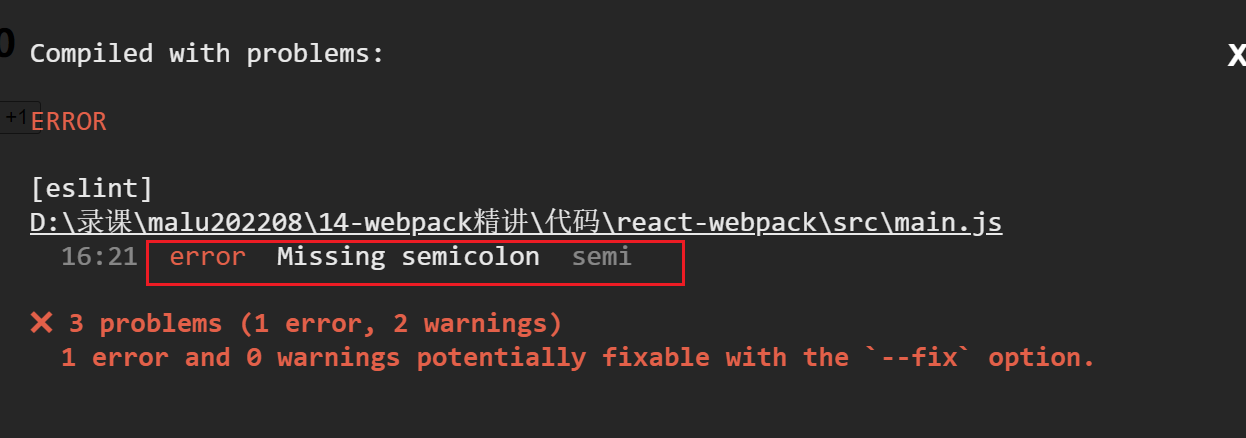 0
Compiled with problems:
X
+1
ERROR
[eslint]
D:\录课\malu202208\14-webpack精讲\代码\react-webpack\src\main.js
16:21 error Missing semicolon semi
❌ 3 problems (1 error, 2 warnings)
1 error and 0 warnings potentially fixable with the `--fix` option.